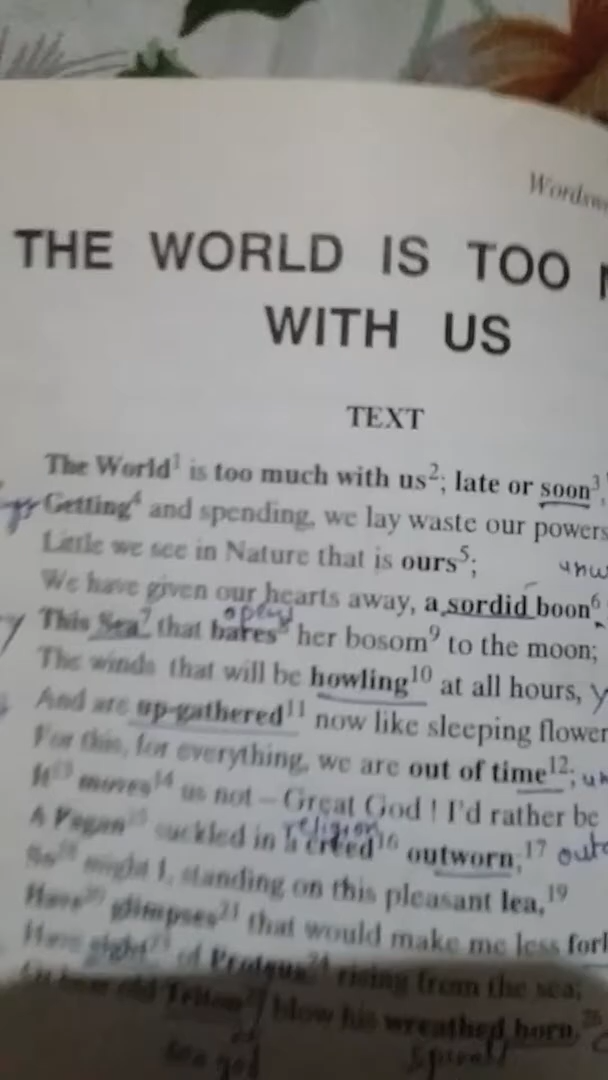 Wordsw
THE WORLD IS TOO
WITH US
TEXT
The World¹ is too much with us²; late or soon³,
Getting⁴ and spending, we lay waste our powers
Little we see in Nature that is ours⁵;
We have given our hearts away, a sordid boon⁶
opens
This Sea⁷ that bares⁸ her bosom⁹ to the moon;
The winds that will be howling¹⁰ at all hours,
And are up-gathered¹¹ now like sleeping flower
For this, for everything, we are out of time¹²;
It¹³ moves¹⁴ us not – Great God ! I'd rather be
religion
A Pagan¹⁵ suckled in a creed¹⁶ outworn;¹⁷
So¹⁸ might I, standing on this pleasant lea,¹⁹
Have²⁰ glimpses²¹ that would make me less forl
Have sight²³ of Proteus²⁴ rising from the sea;
Or hear old Triton blow his wreathed horn.²⁶
sea god